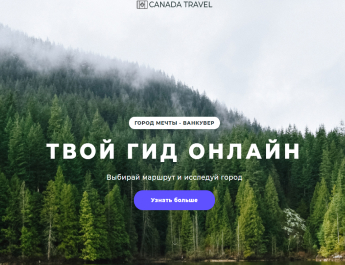 CANADA TRAVEL
ГОРОД МЕЧТЫ - ВАНКУВЕР
ТВОЙ ГИД ОНЛАЙН
Выбирай маршрут и исследуй город
Узнать больше